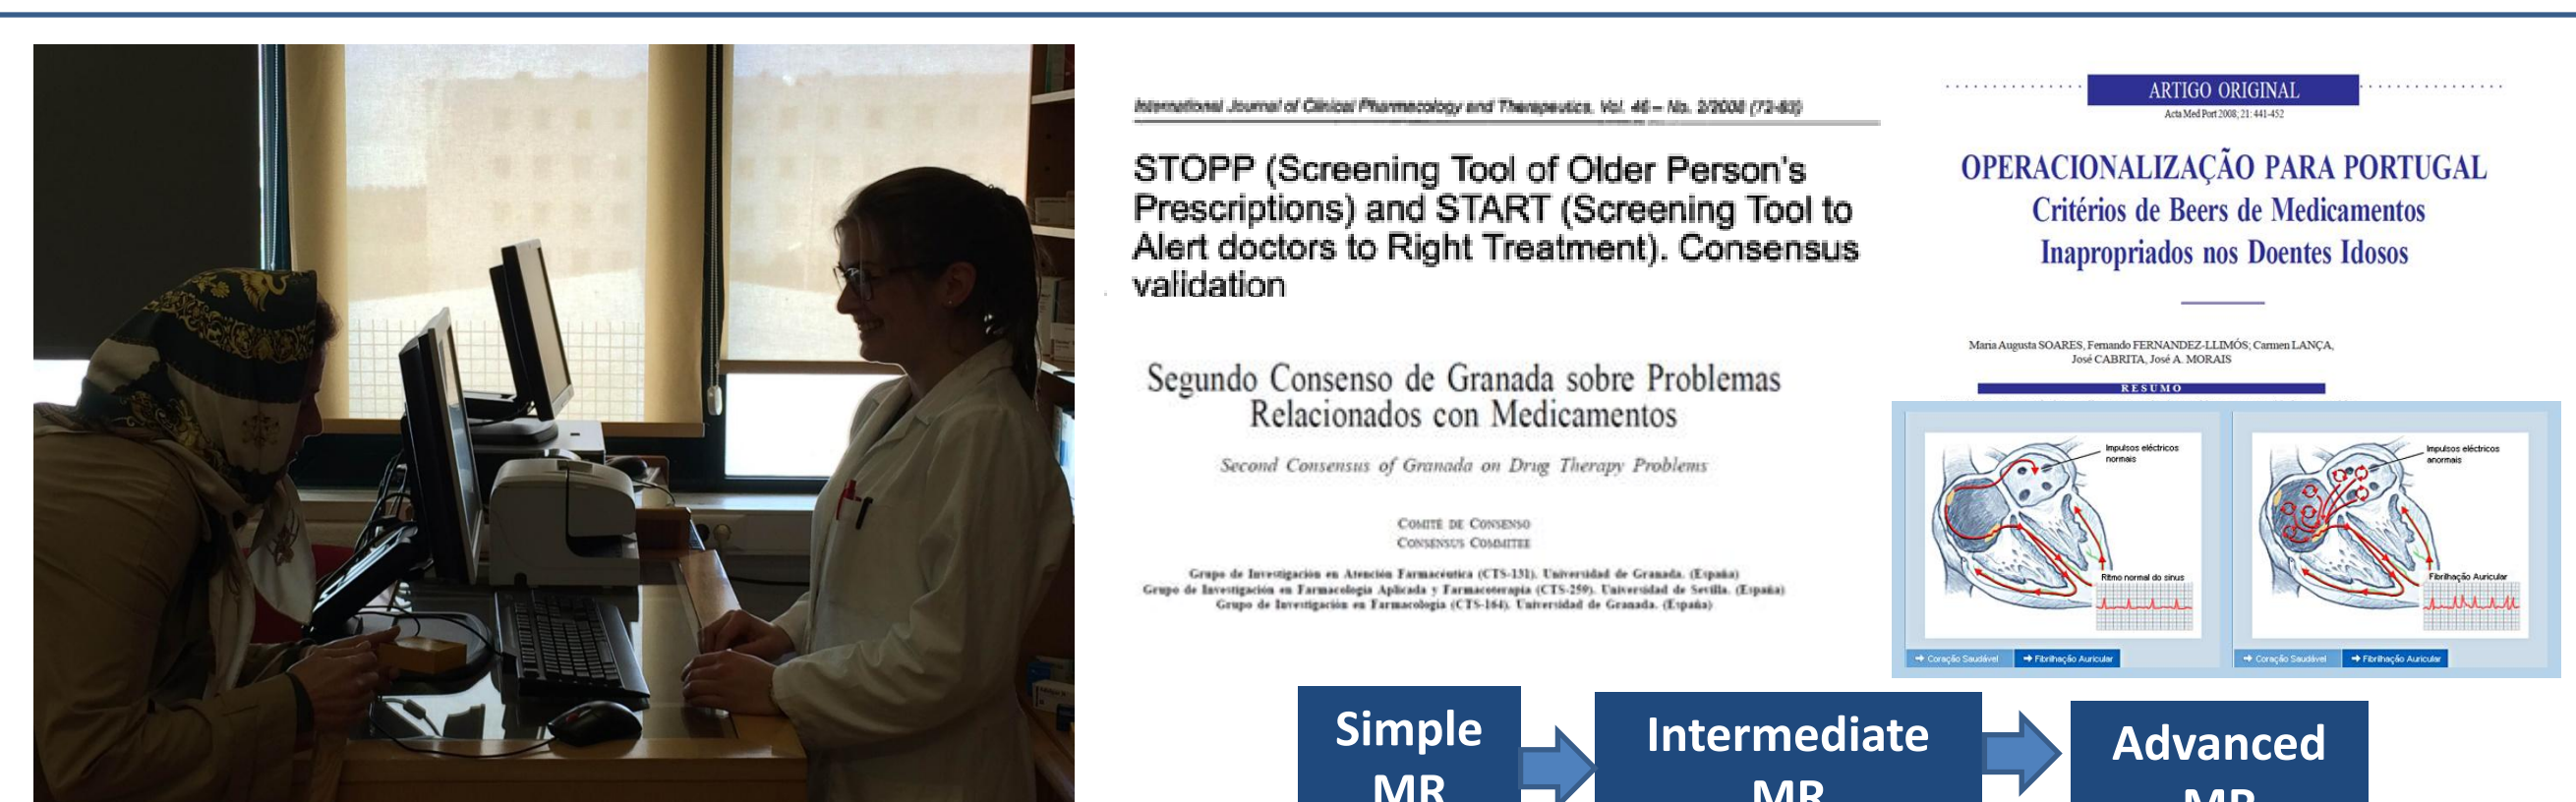 International Journal of Clinical Pharmacology and Therapeutics, Vol. 46 – No. 2/2008 (72-83)
STOPP (Screening Tool of Older Person's
Prescriptions) and START (Screening Tool to
Alert doctors to Right Treatment). Consensus
validation
Segundo Consenso de Granada sobre Problemas
Relacionados con Medicamentos
Second Consensus of Granada on Drug Therapy Problems
COMITÉ DE CONSENSO
CONSENSUS COMMITEE
Grupo de Investigación en Atención Farmacéutica (CTS-131). Universidad de Granada. (España)
Grupo de Investigación en Farmacología Aplicada y Farmacoterapia (CTS-259). Universidad de Sevilla. (España)
Grupo de Investigación en Farmacología (CTS-164). Universidad de Granada. (España)
ARTIGO ORIGINAL
Acta Med Port 2008; 21: 441-452
OPERACIONALIZAÇÃO PARA PORTUGAL
Critérios de Beers de Medicamentos
Inapropriados nos Doentes Idosos
Maria Augusta SOARES, Fernando FERNANDEZ-LLIMÓS; Carmen LANÇA,
José CABRITA, José A. MORAIS
RESUMO
Impulsos eléctricos
normais
Ritmo normal do sinus
Coração Saudável
Fibrilhação Auricular
Impulsos eléctricos
anormais
Fibrilhação Auricular
Coração Saudável
Fibrilhação Auricular
Simple
MR
Intermediate
MR
Advanced
MR